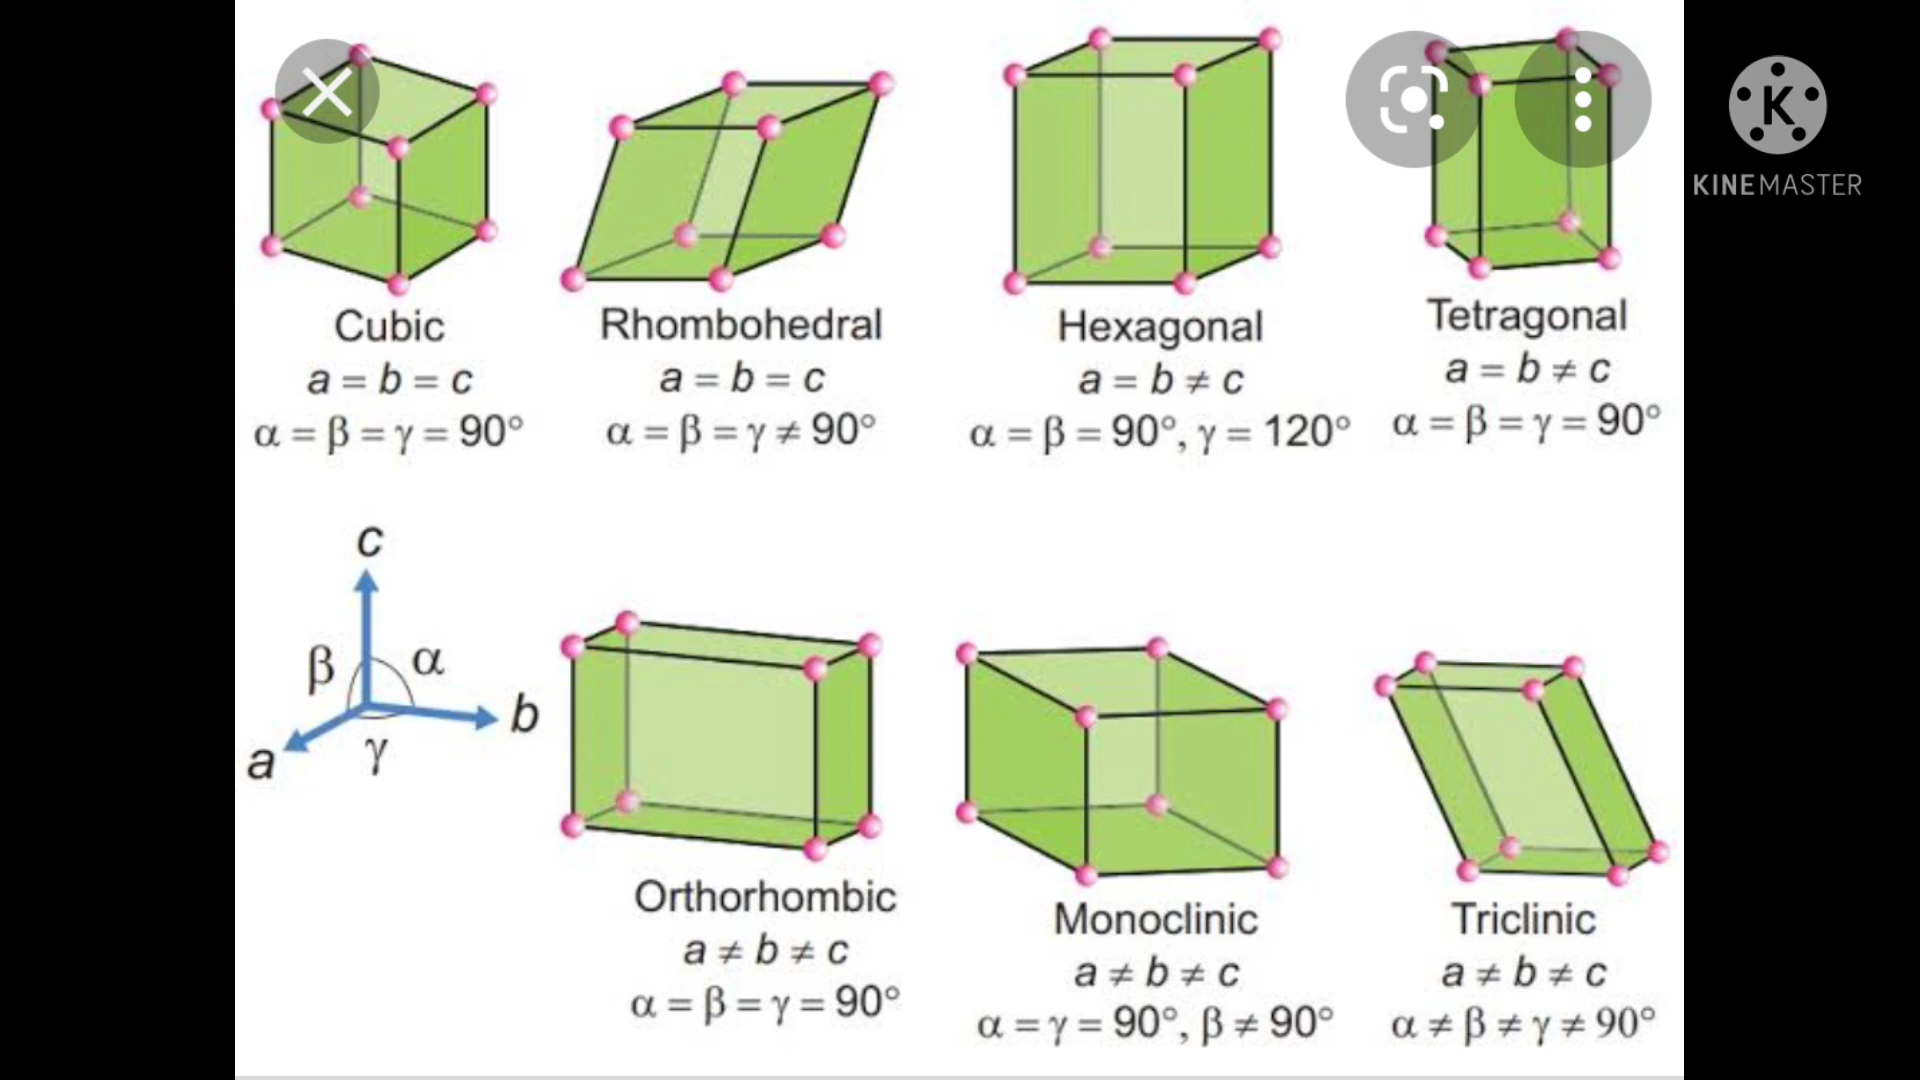 K
KINEMASTER
Cubic
a = b = c
α = β = γ = 90°
Rhombohedral
a = b = c
α = β = γ ≠ 90°
Hexagonal
a = b ≠ c
α = β = 90°, γ = 120°
Tetragonal
a = b ≠ c
α = β = γ = 90°
c
β α
b
a γ
Orthorhombic
a ≠ b ≠ c
α = β = γ = 90°
Monoclinic
a ≠ b ≠ c
α = γ = 90°, β ≠ 90°
Triclinic
a ≠ b ≠ c
α ≠ β ≠ γ ≠ 90°